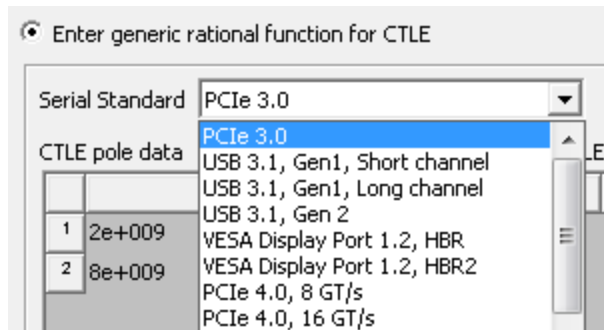 Enter generic rational function for CTLE
Serial Standard PCIe 3.0
PCIe 3.0
CTLE pole data
LE
USB 3.1, Gen1, Short channel
USB 3.1, Gen1, Long channel
USB 3.1, Gen 2
1 2e+009
VESA Display Port 1.2, HBR
2 8e+009
VESA Display Port 1.2, HBR2
PCIe 4.0, 8 GT/s
PCIe 4.0, 16 GT/s